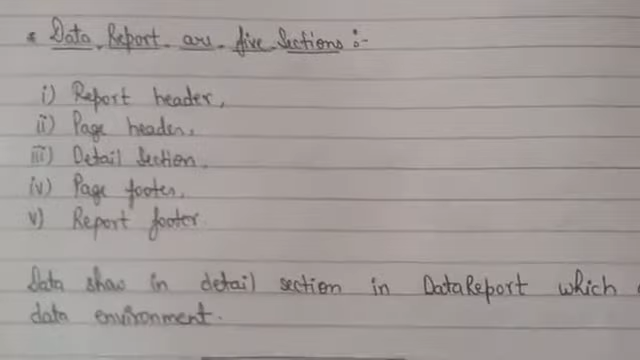 * Data Report are five Sections :-
i) Report header,
ii) Page header,
iii) Detail Section,
iv) Page footer,
v) Report footer.
Data show in detail section in DataReport which
data environment.